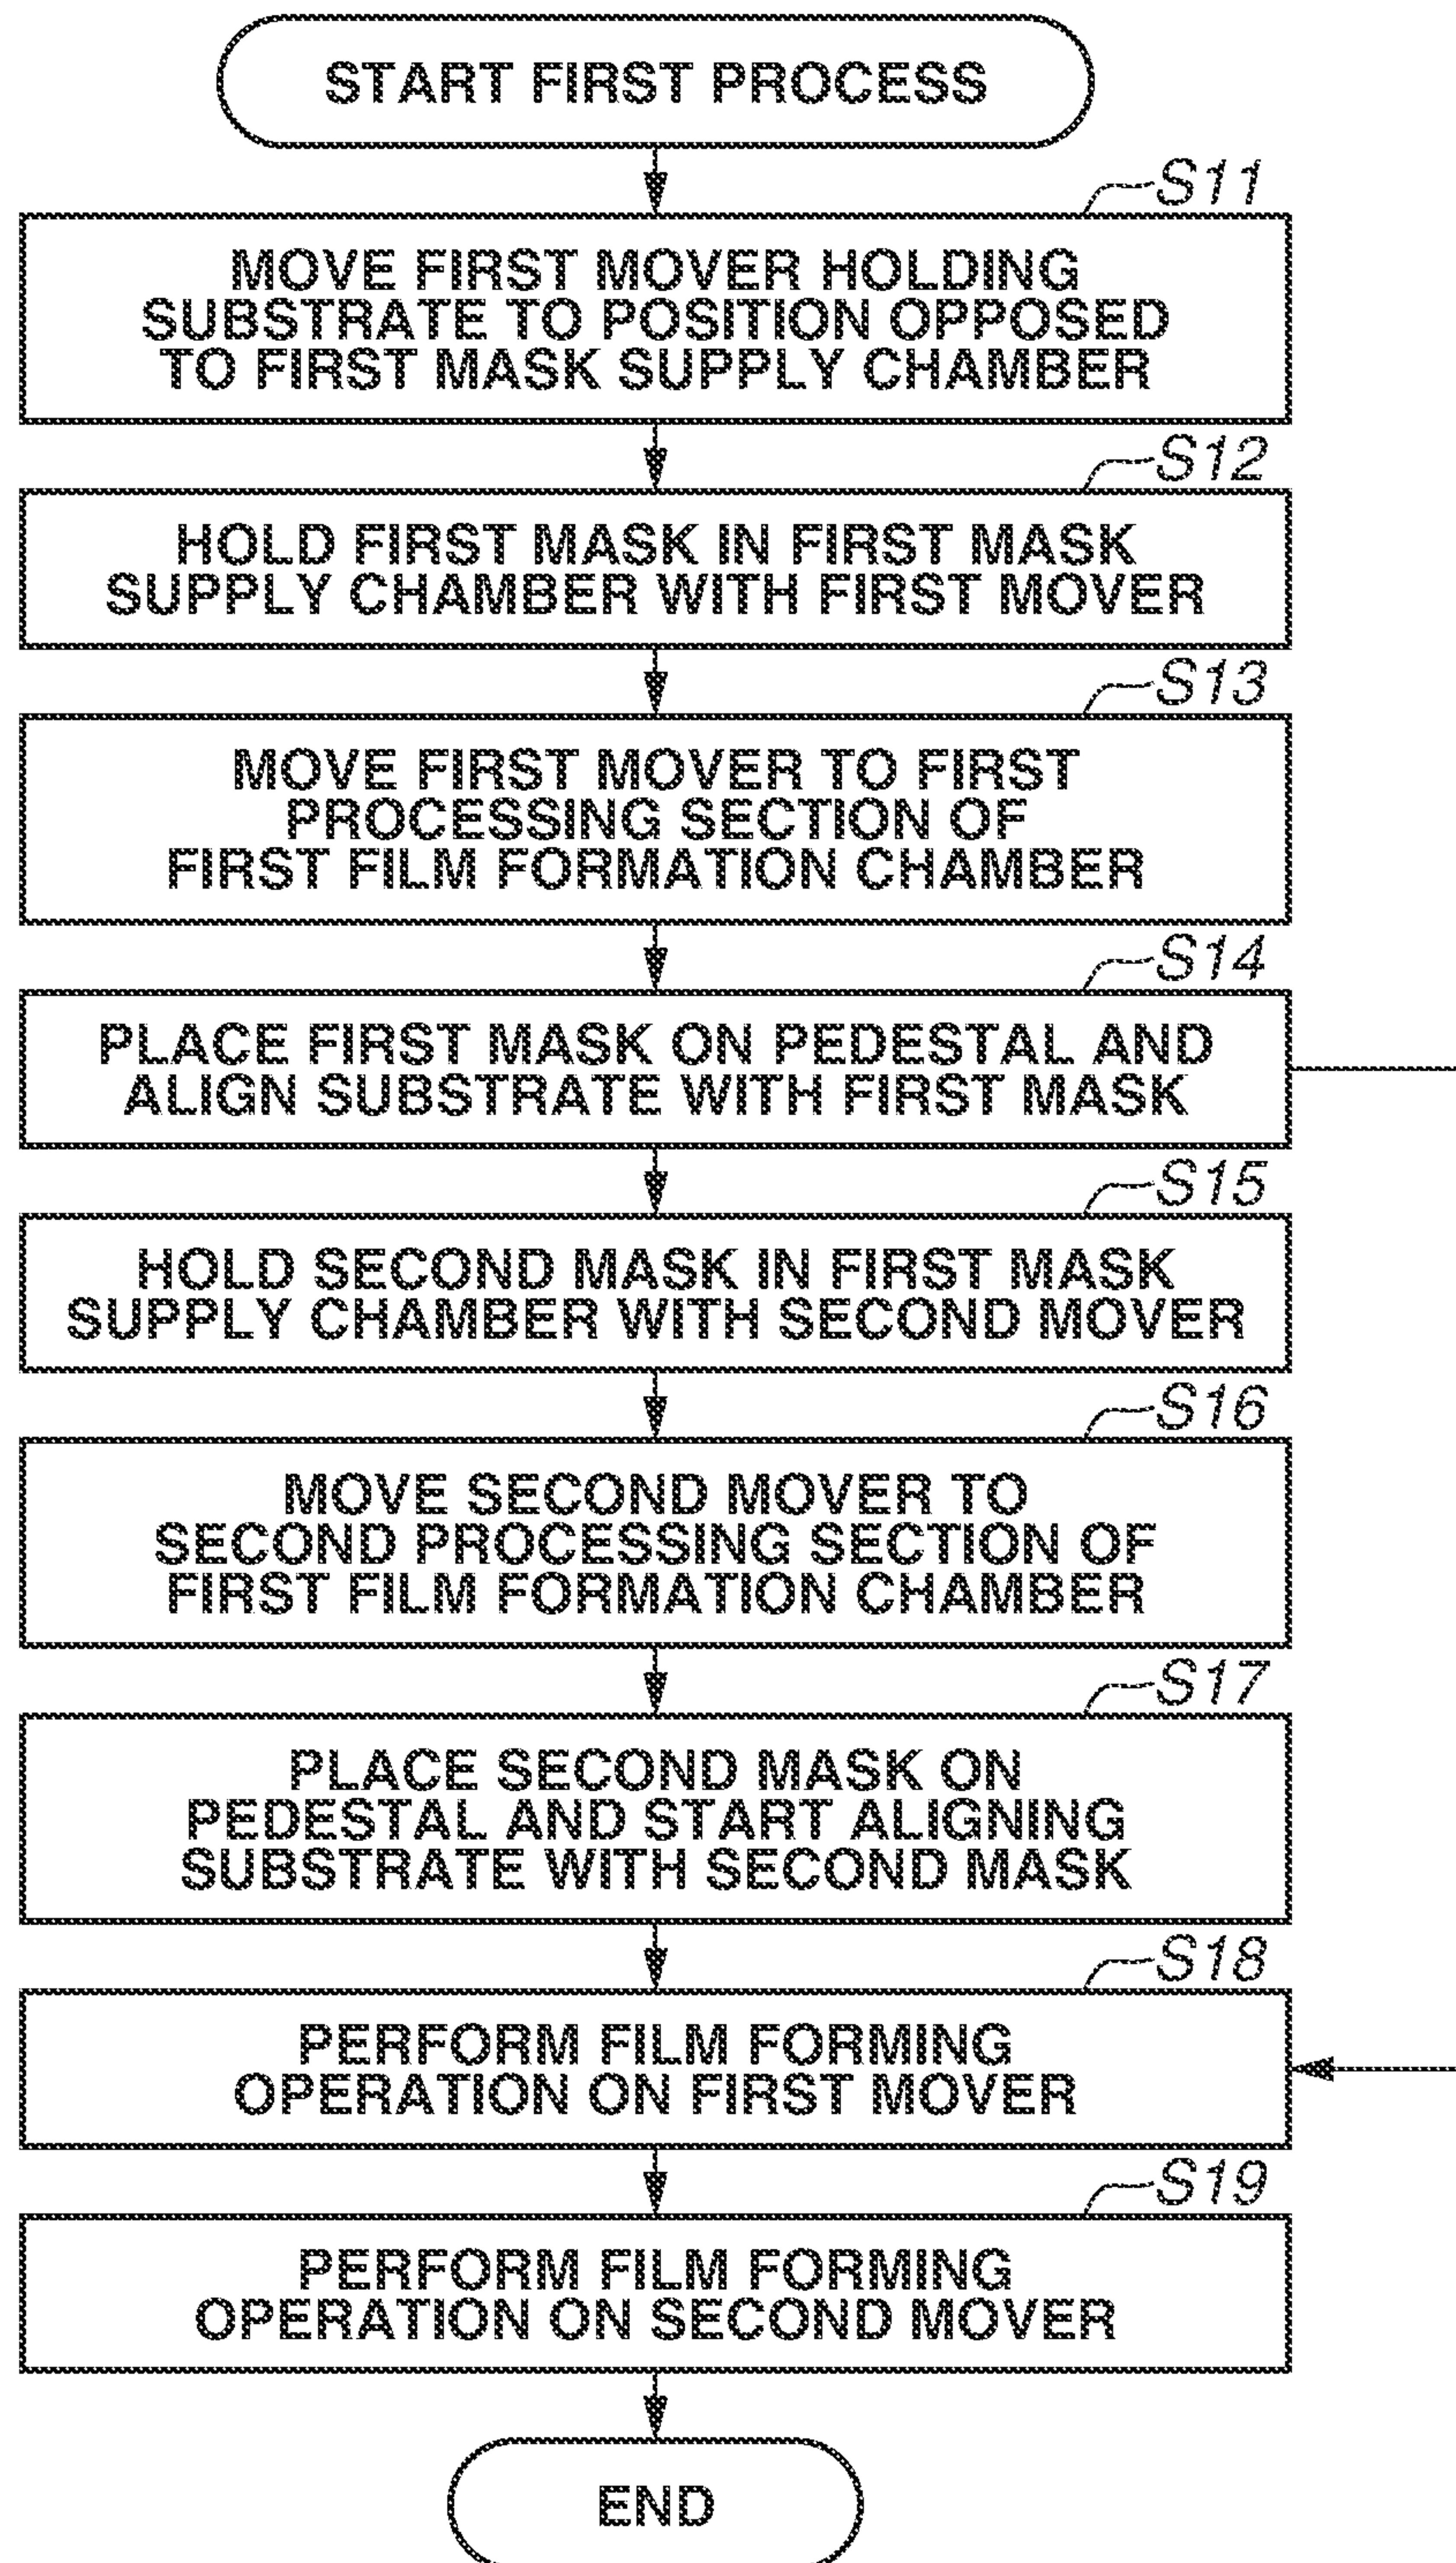 START FIRST PROCESS
S11
MOVE FIRST MOVER HOLDING
SUBSTRATE TO POSITION OPPOSED
TO FIRST MASK SUPPLY CHAMBER
S12
HOLD FIRST MASK IN FIRST MASK
SUPPLY CHAMBER WITH FIRST MOVER
S13
MOVE FIRST MOVER TO FIRST
PROCESSING SECTION OF
FIRST FILM FORMATION CHAMBER
S14
PLACE FIRST MASK ON PEDESTAL AND
ALIGN SUBSTRATE WITH FIRST MASK
S15
HOLD SECOND MASK IN FIRST MASK
SUPPLY CHAMBER WITH SECOND MOVER
S16
MOVE SECOND MOVER TO
SECOND PROCESSING SECTION OF
FIRST FILM FORMATION CHAMBER
S17
PLACE SECOND MASK ON
PEDESTAL AND START ALIGNING
SUBSTRATE WITH SECOND MASK
S18
PERFORM FILM FORMING
OPERATION ON FIRST MOVER
S19
PERFORM FILM FORMING
OPERATION ON SECOND MOVER
END